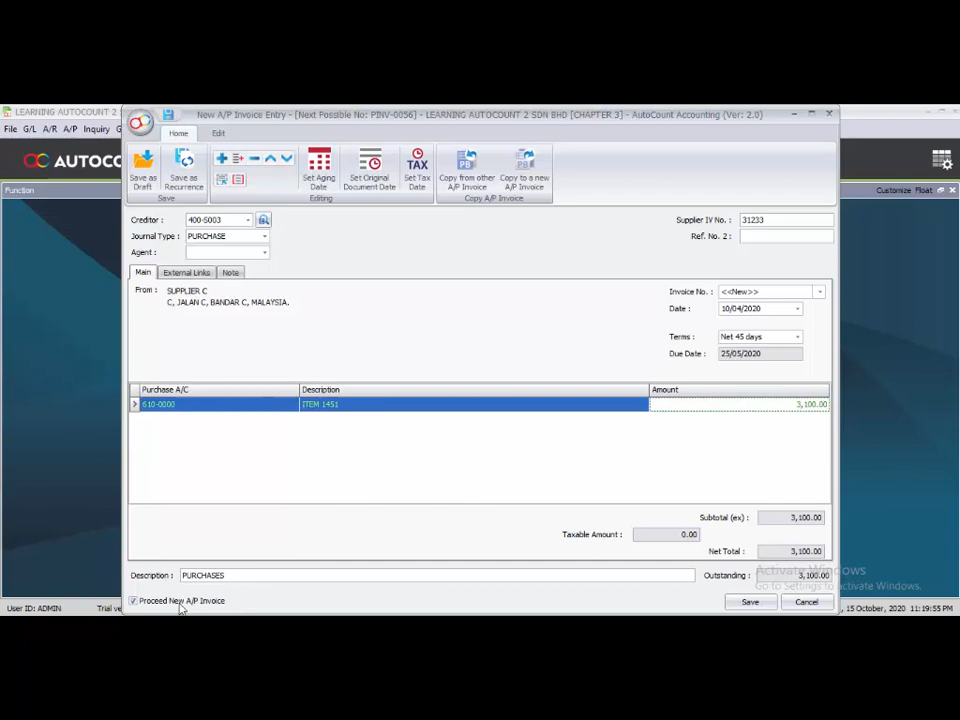 LEARNING AUTOCOUNT 2
New A/P Invoice Entry - [Next Possible No: PINV-0056] - LEARNING AUTOCOUNT 2 SDN BHD [CHAPTER 3] - AutoCount Accounting (Ver: 2.0)
File G/L A/R A/P Inquiry G
Home Edit
AUTOCOU
Save as Draft
Save as Recurrence
Set Aging Date
Set Original Document Date
TAX
Set Tax Date
Copy from other A/P Invoice
Copy to a new A/P Invoice
Save Editing Copy A/P Invoice
Function
Customize Float
Creditor : 400-S003
Supplier IV No. : 31233
Journal Type : PURCHASE
Ref. No. 2 :
Agent :
Main External Links Note
From : SUPPLIER C
C, JALAN C, BANDAR C, MALAYSIA.
Invoice No. : <<New>>
Date : 10/04/2020
Terms : Net 45 days
Due Date : 25/05/2020
Purchase A/C Description Amount
610-0000 ITEM 1451 3,100.00
Subtotal (ex) : 3,100.00
Taxable Amount : 0.00
Net Total : 3,100.00
Description : PURCHASES
Outstanding : 3,100.00
Activate Windows
Go to Settings to activate Windows.
Proceed New A/P Invoice
Save Cancel
User ID: ADMIN
Trial ve
, 15 October, 2020
11:19:55 PM